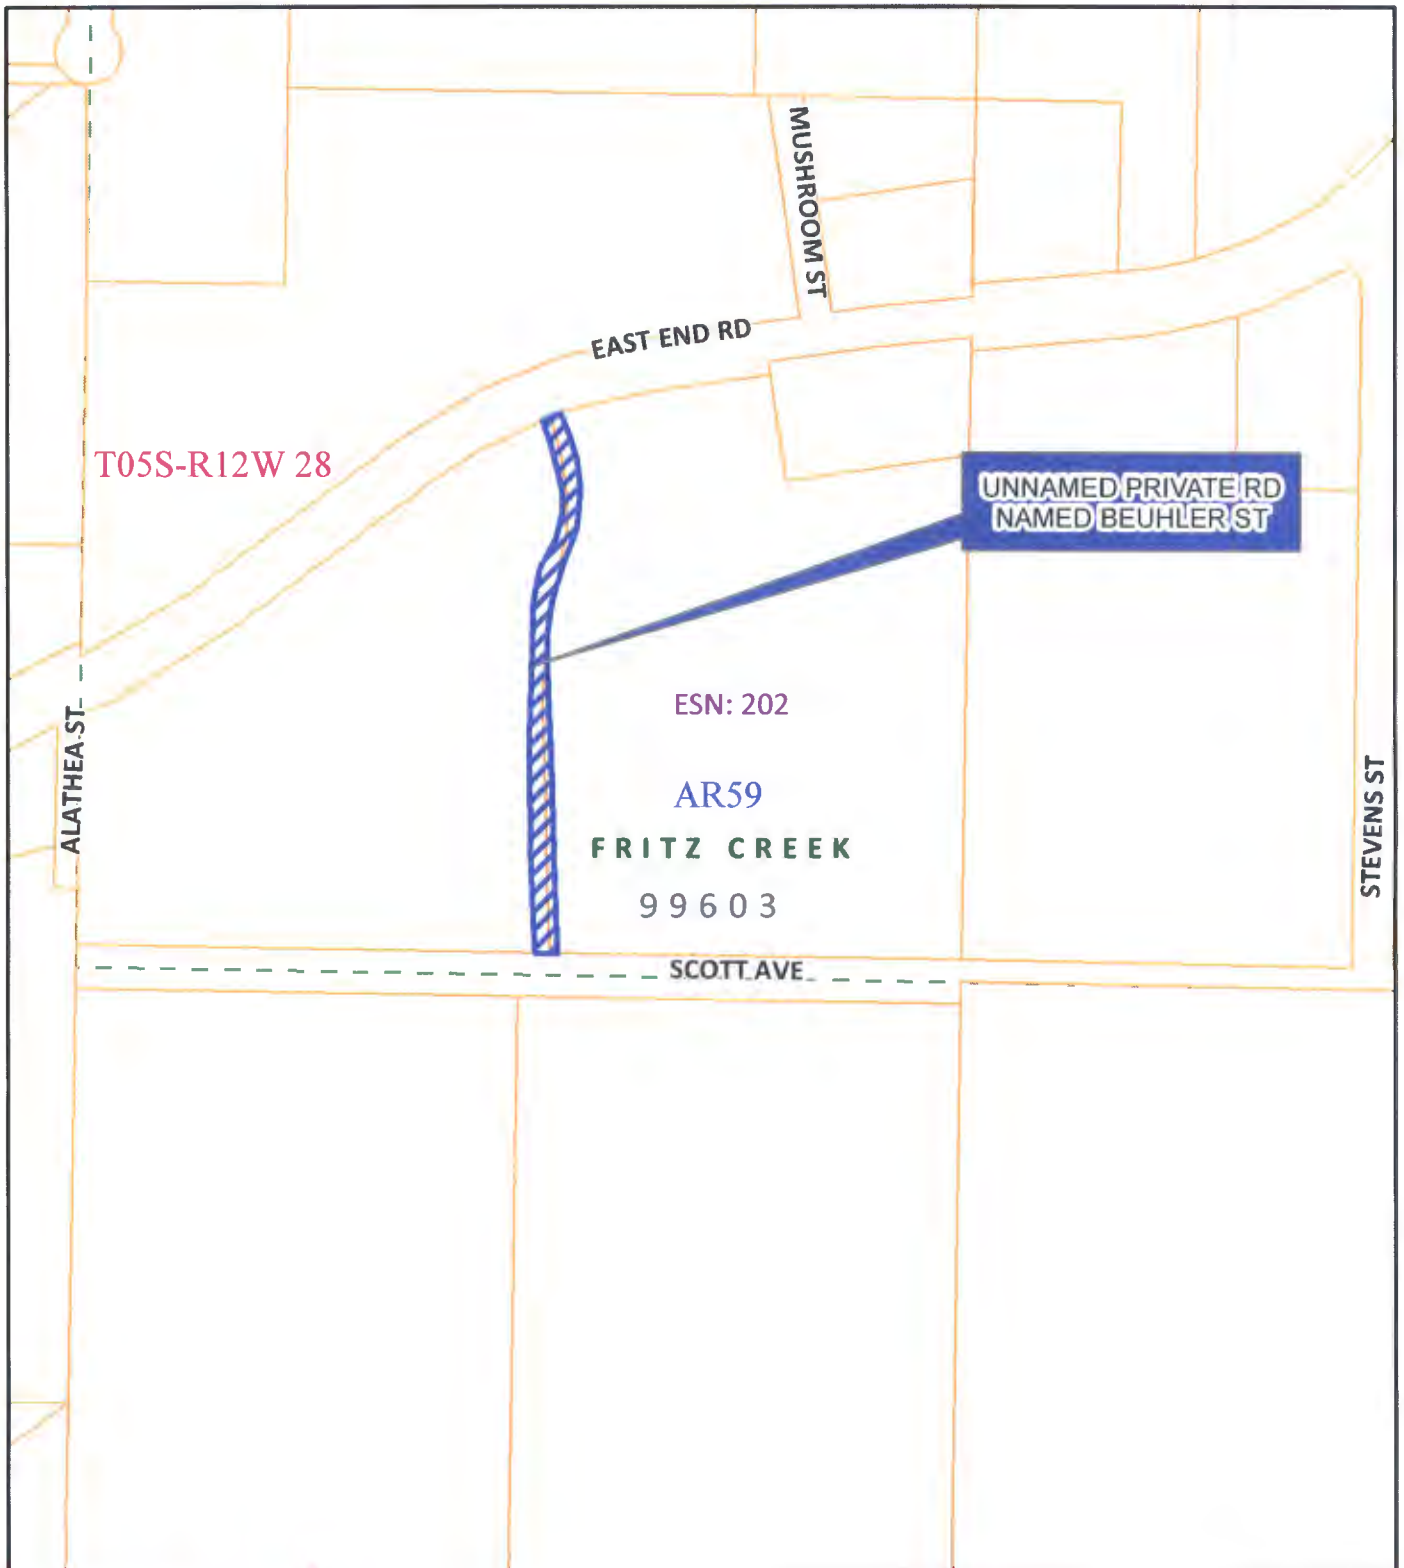 MUSHROOM ST
EAST END RD
T05S-R12W 28
UNNAMED PRIVATE RD
NAMED BEUHLER ST
ESN: 202
AR59
FRITZ CREEK
99603
ALATHEA ST
STEVENS ST
SCOTT AVE